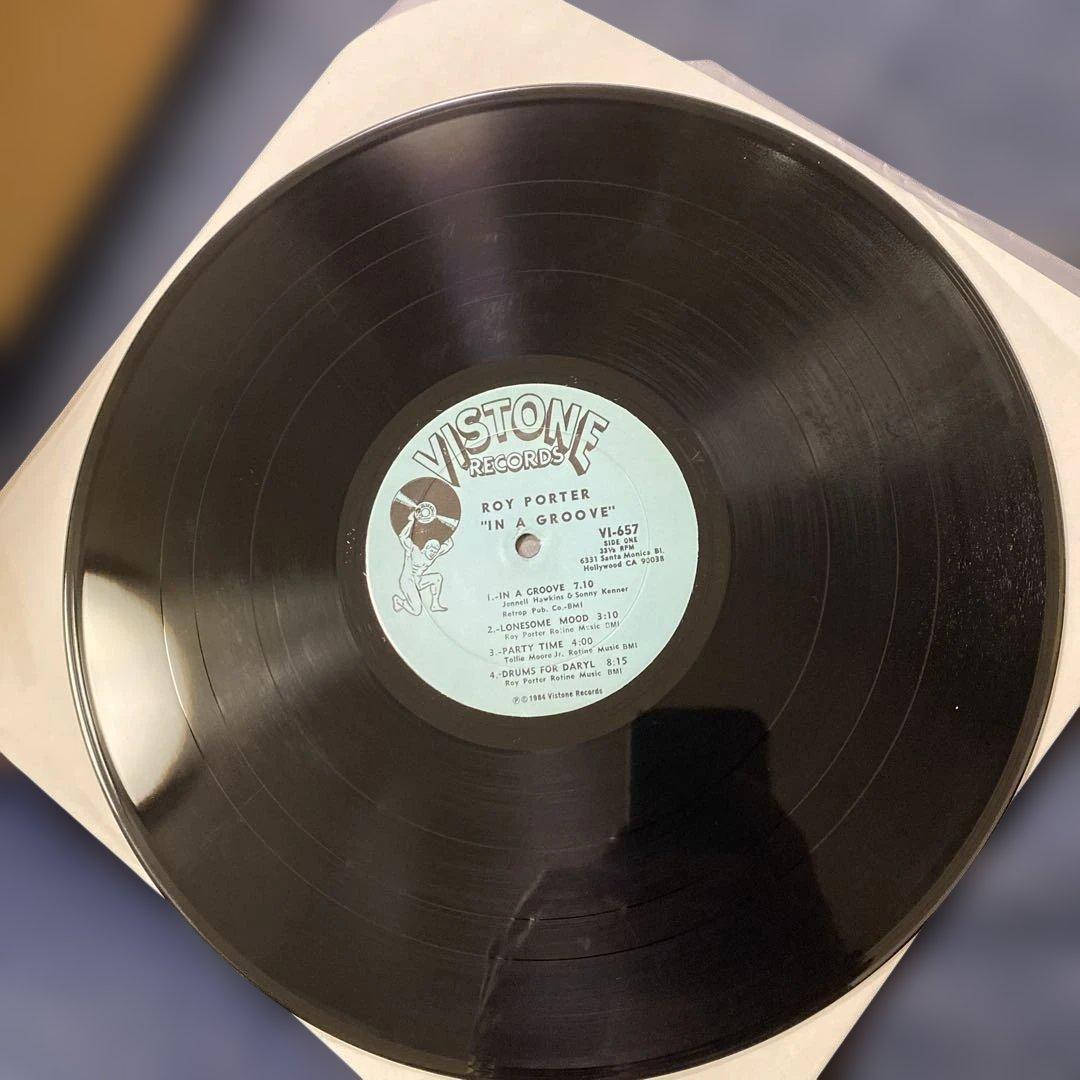 VISTONE
RECORDS
ROY PORTER
"IN A GROOVE"
VI-657
SIDE ONE
33⅓ RPM
6331 Santa Monica Bl.
Hollywood CA 90038
1.-IN A GROOVE 7.10
Jennell Hawkins & Sonny Kenner
Retrop Pub. Co.-BMI
2.-LONESOME MOOD 3:10
Roy Porter Rotine Music BMI
3.-PARTY TIME 4:00
Tollie Moore Jr. Rotine Music BMI
4.-DRUMS FOR DARYL 8:15
Roy Porter Rotine Music BMI
℗©1984 Vistone Records